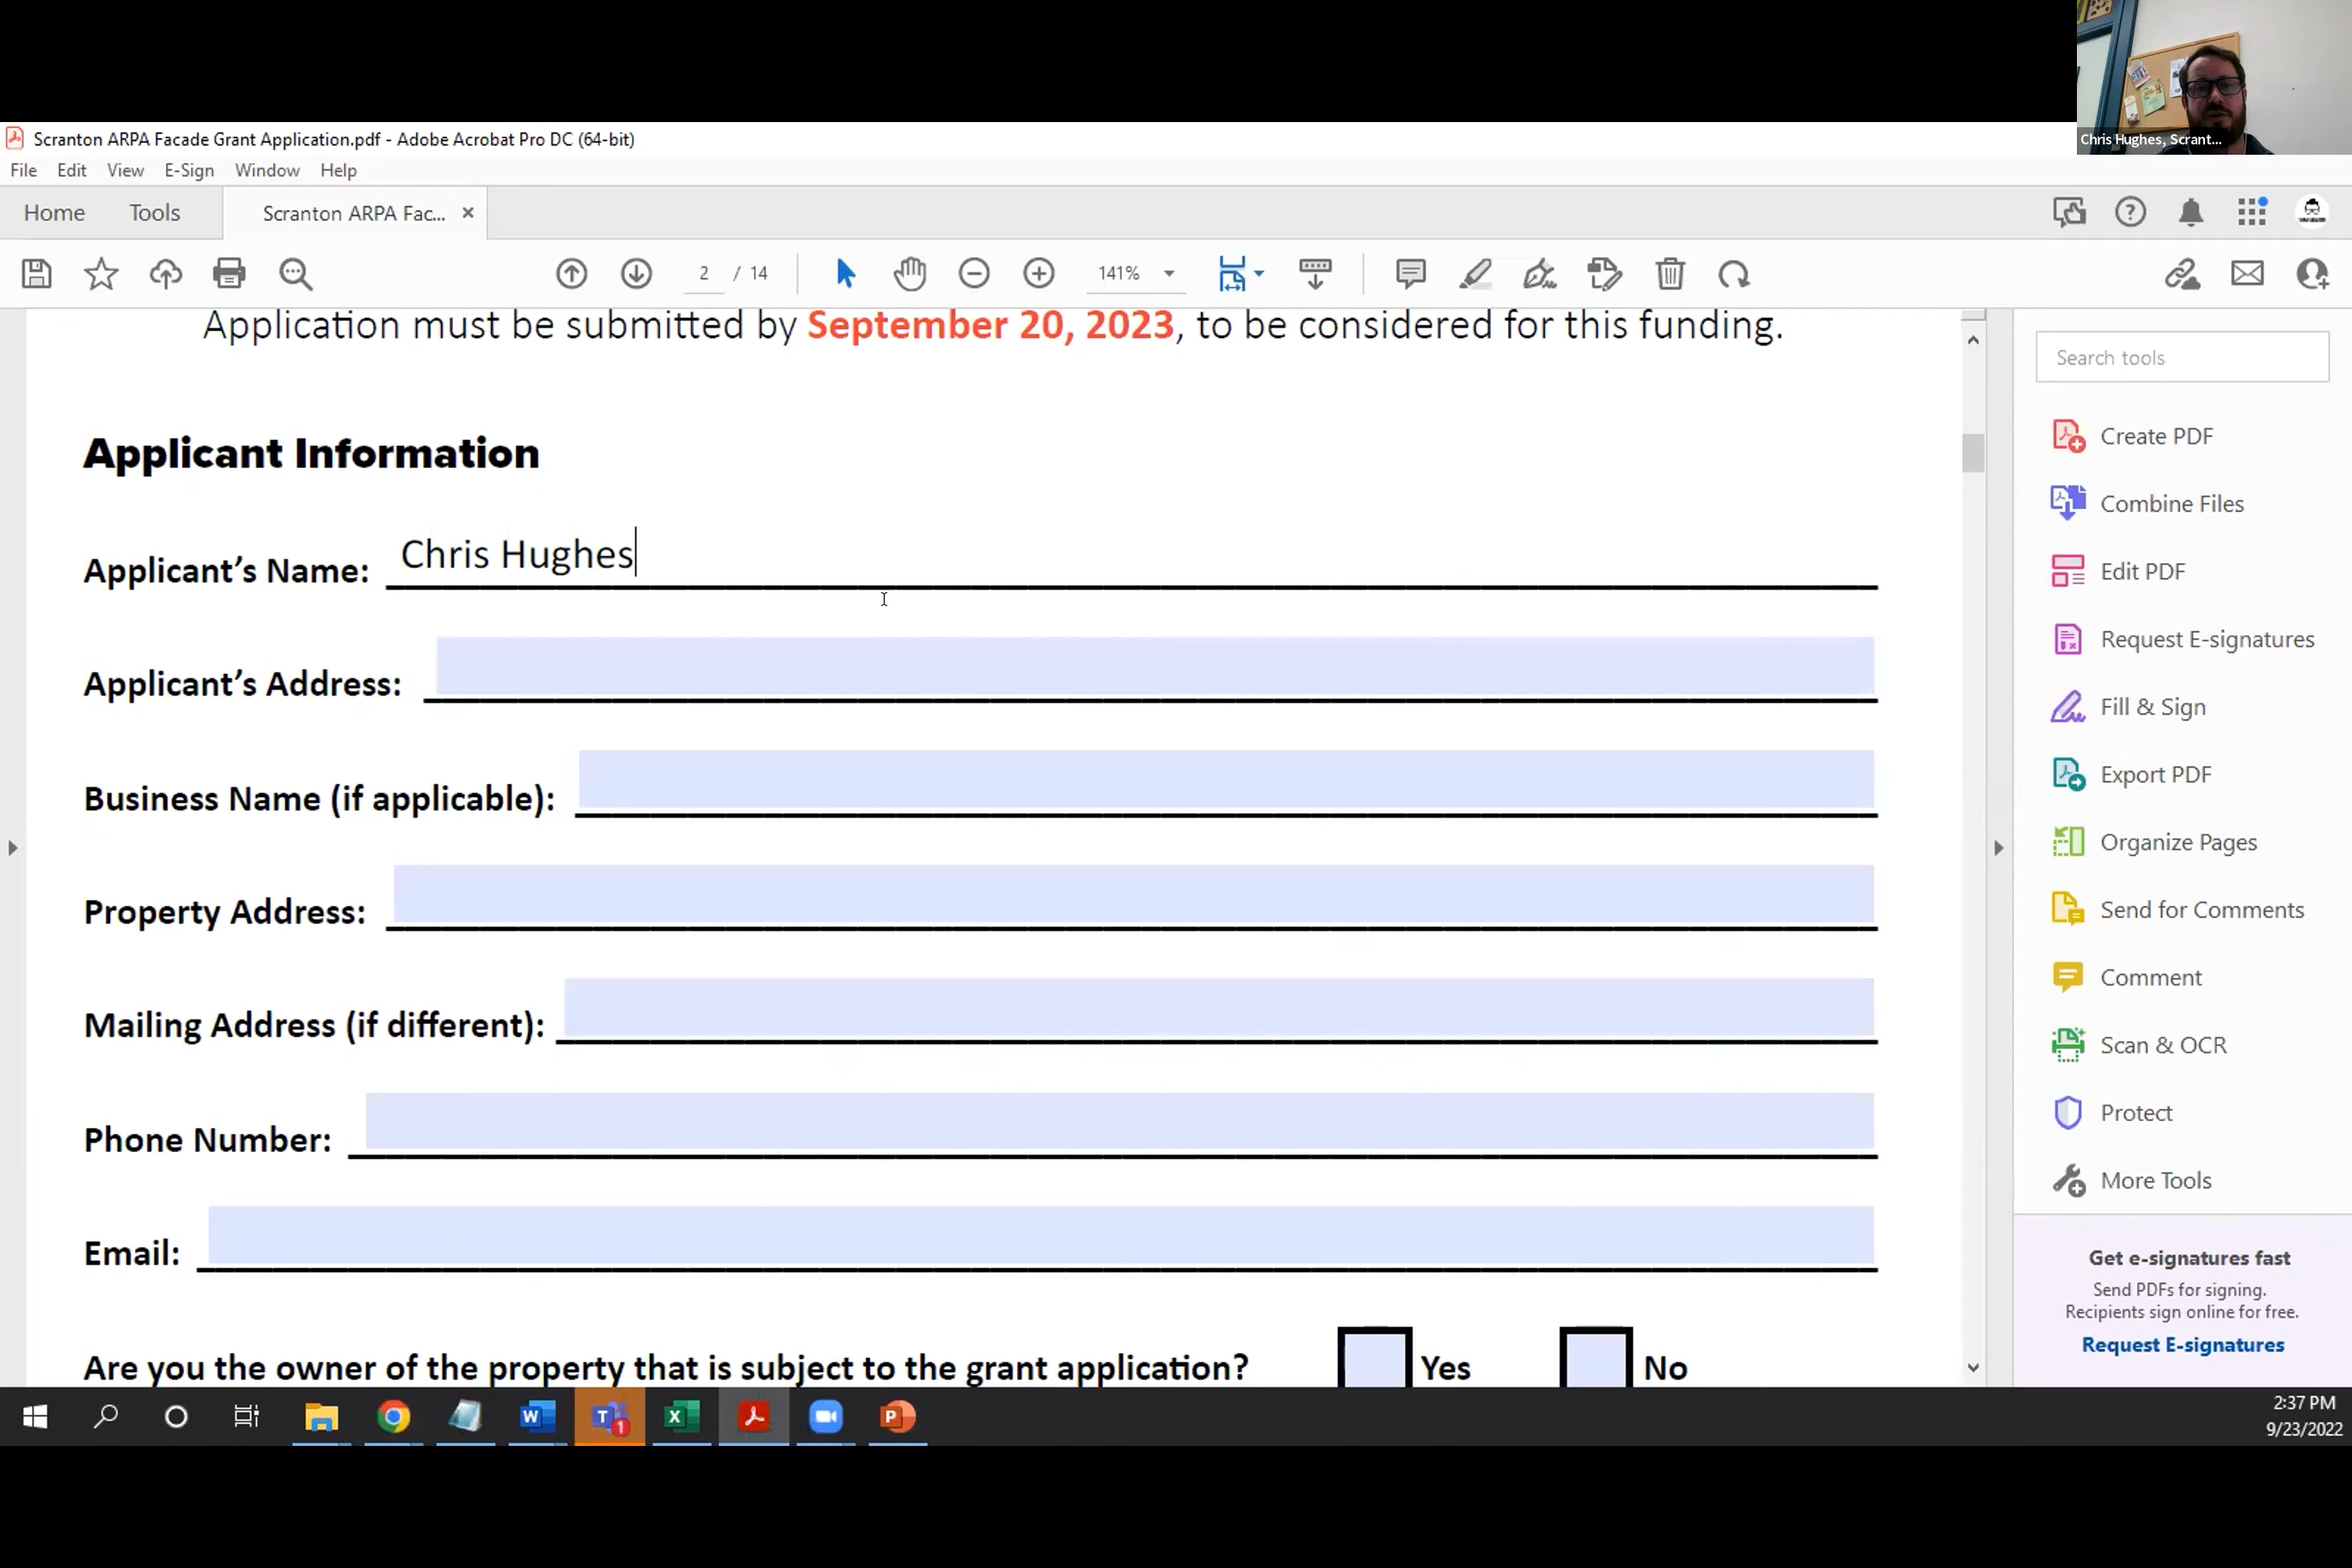 Chris Hughes, Scrant...
Scranton ARPA Facade Grant Application.pdf - Adobe Acrobat Pro DC (64-bit)
File Edit View E-Sign Window Help
Home Tools Scranton ARPA Fac... ×
2 / 14 141%
Application must be submitted by September 20, 2023, to be considered for this funding.
Applicant Information
Applicant’s Name: Chris Hughes
Applicant’s Address:
Business Name (if applicable):
Property Address:
Mailing Address (if different):
Phone Number:
Email:
Are you the owner of the property that is subject to the grant application? Yes No
Search tools
Create PDF
Combine Files
Edit PDF
Request E-signatures
Fill & Sign
Export PDF
Organize Pages
Send for Comments
Comment
Scan & OCR
Protect
More Tools
Get e-signatures fast
Send PDFs for signing.
Recipients sign online for free.
Request E-signatures
2:37 PM
9/23/2022